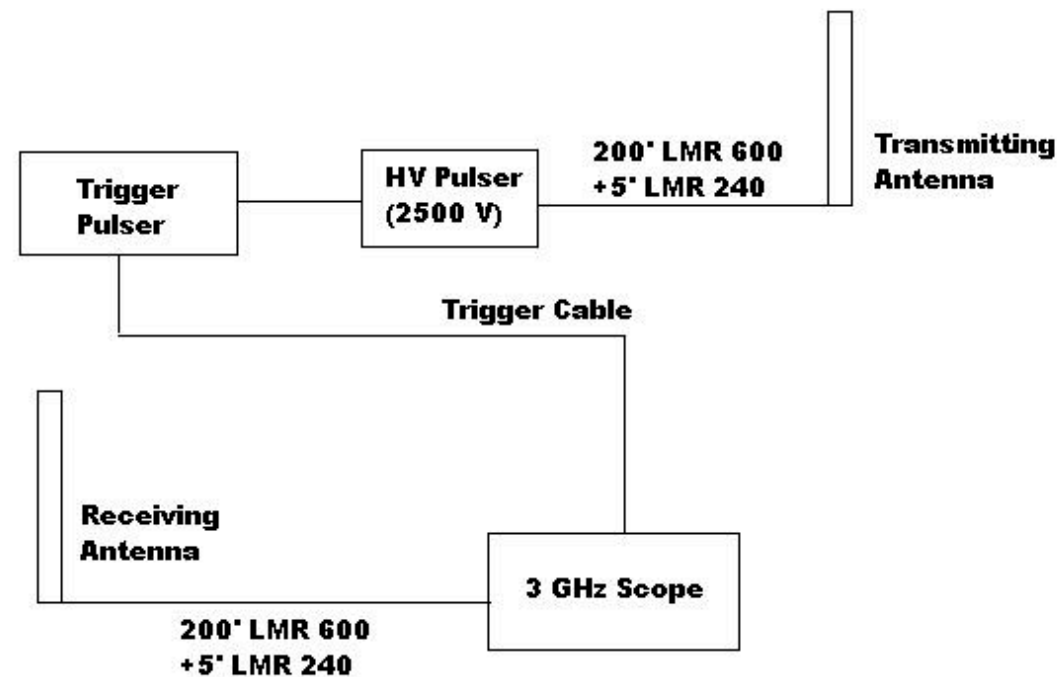 200' LMR 600
+5' LMR 240
Transmitting
Antenna
Trigger
Pulser
HV Pulser
(2500 V)
Trigger Cable
Receiving
Antenna
3 GHz Scope
200' LMR 600
+5' LMR 240